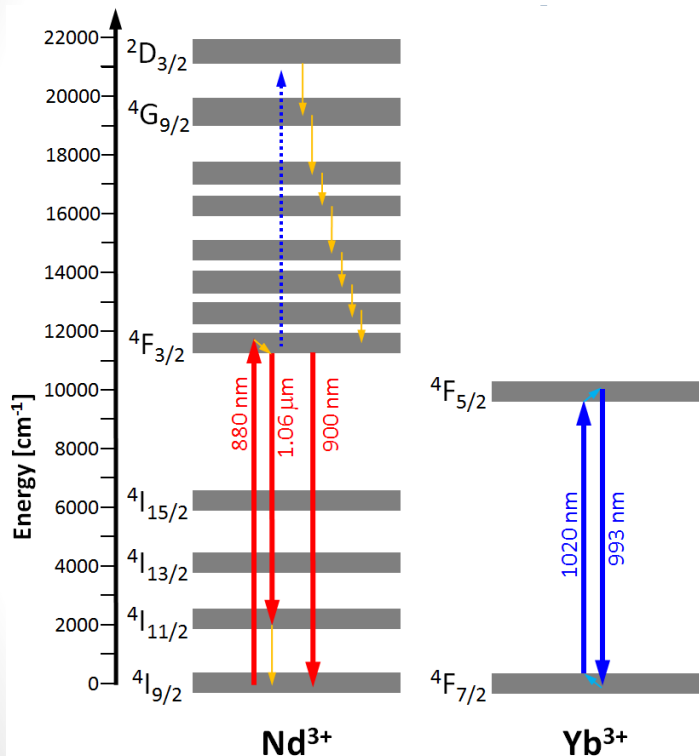 22000
20000
18000
16000
14000
12000
10000
8000
6000
4000
2000
0
Energy [cm⁻¹]
²D₃/₂
⁴G₉/₂
⁴F₃/₂
⁴I₁₅/₂
⁴I₁₃/₂
⁴I₁₁/₂
⁴I₉/₂
880 nm
1.06 µm
900 nm
Nd³⁺
⁴F₅/₂
1020 nm
993 nm
⁴F₇/₂
Yb³⁺